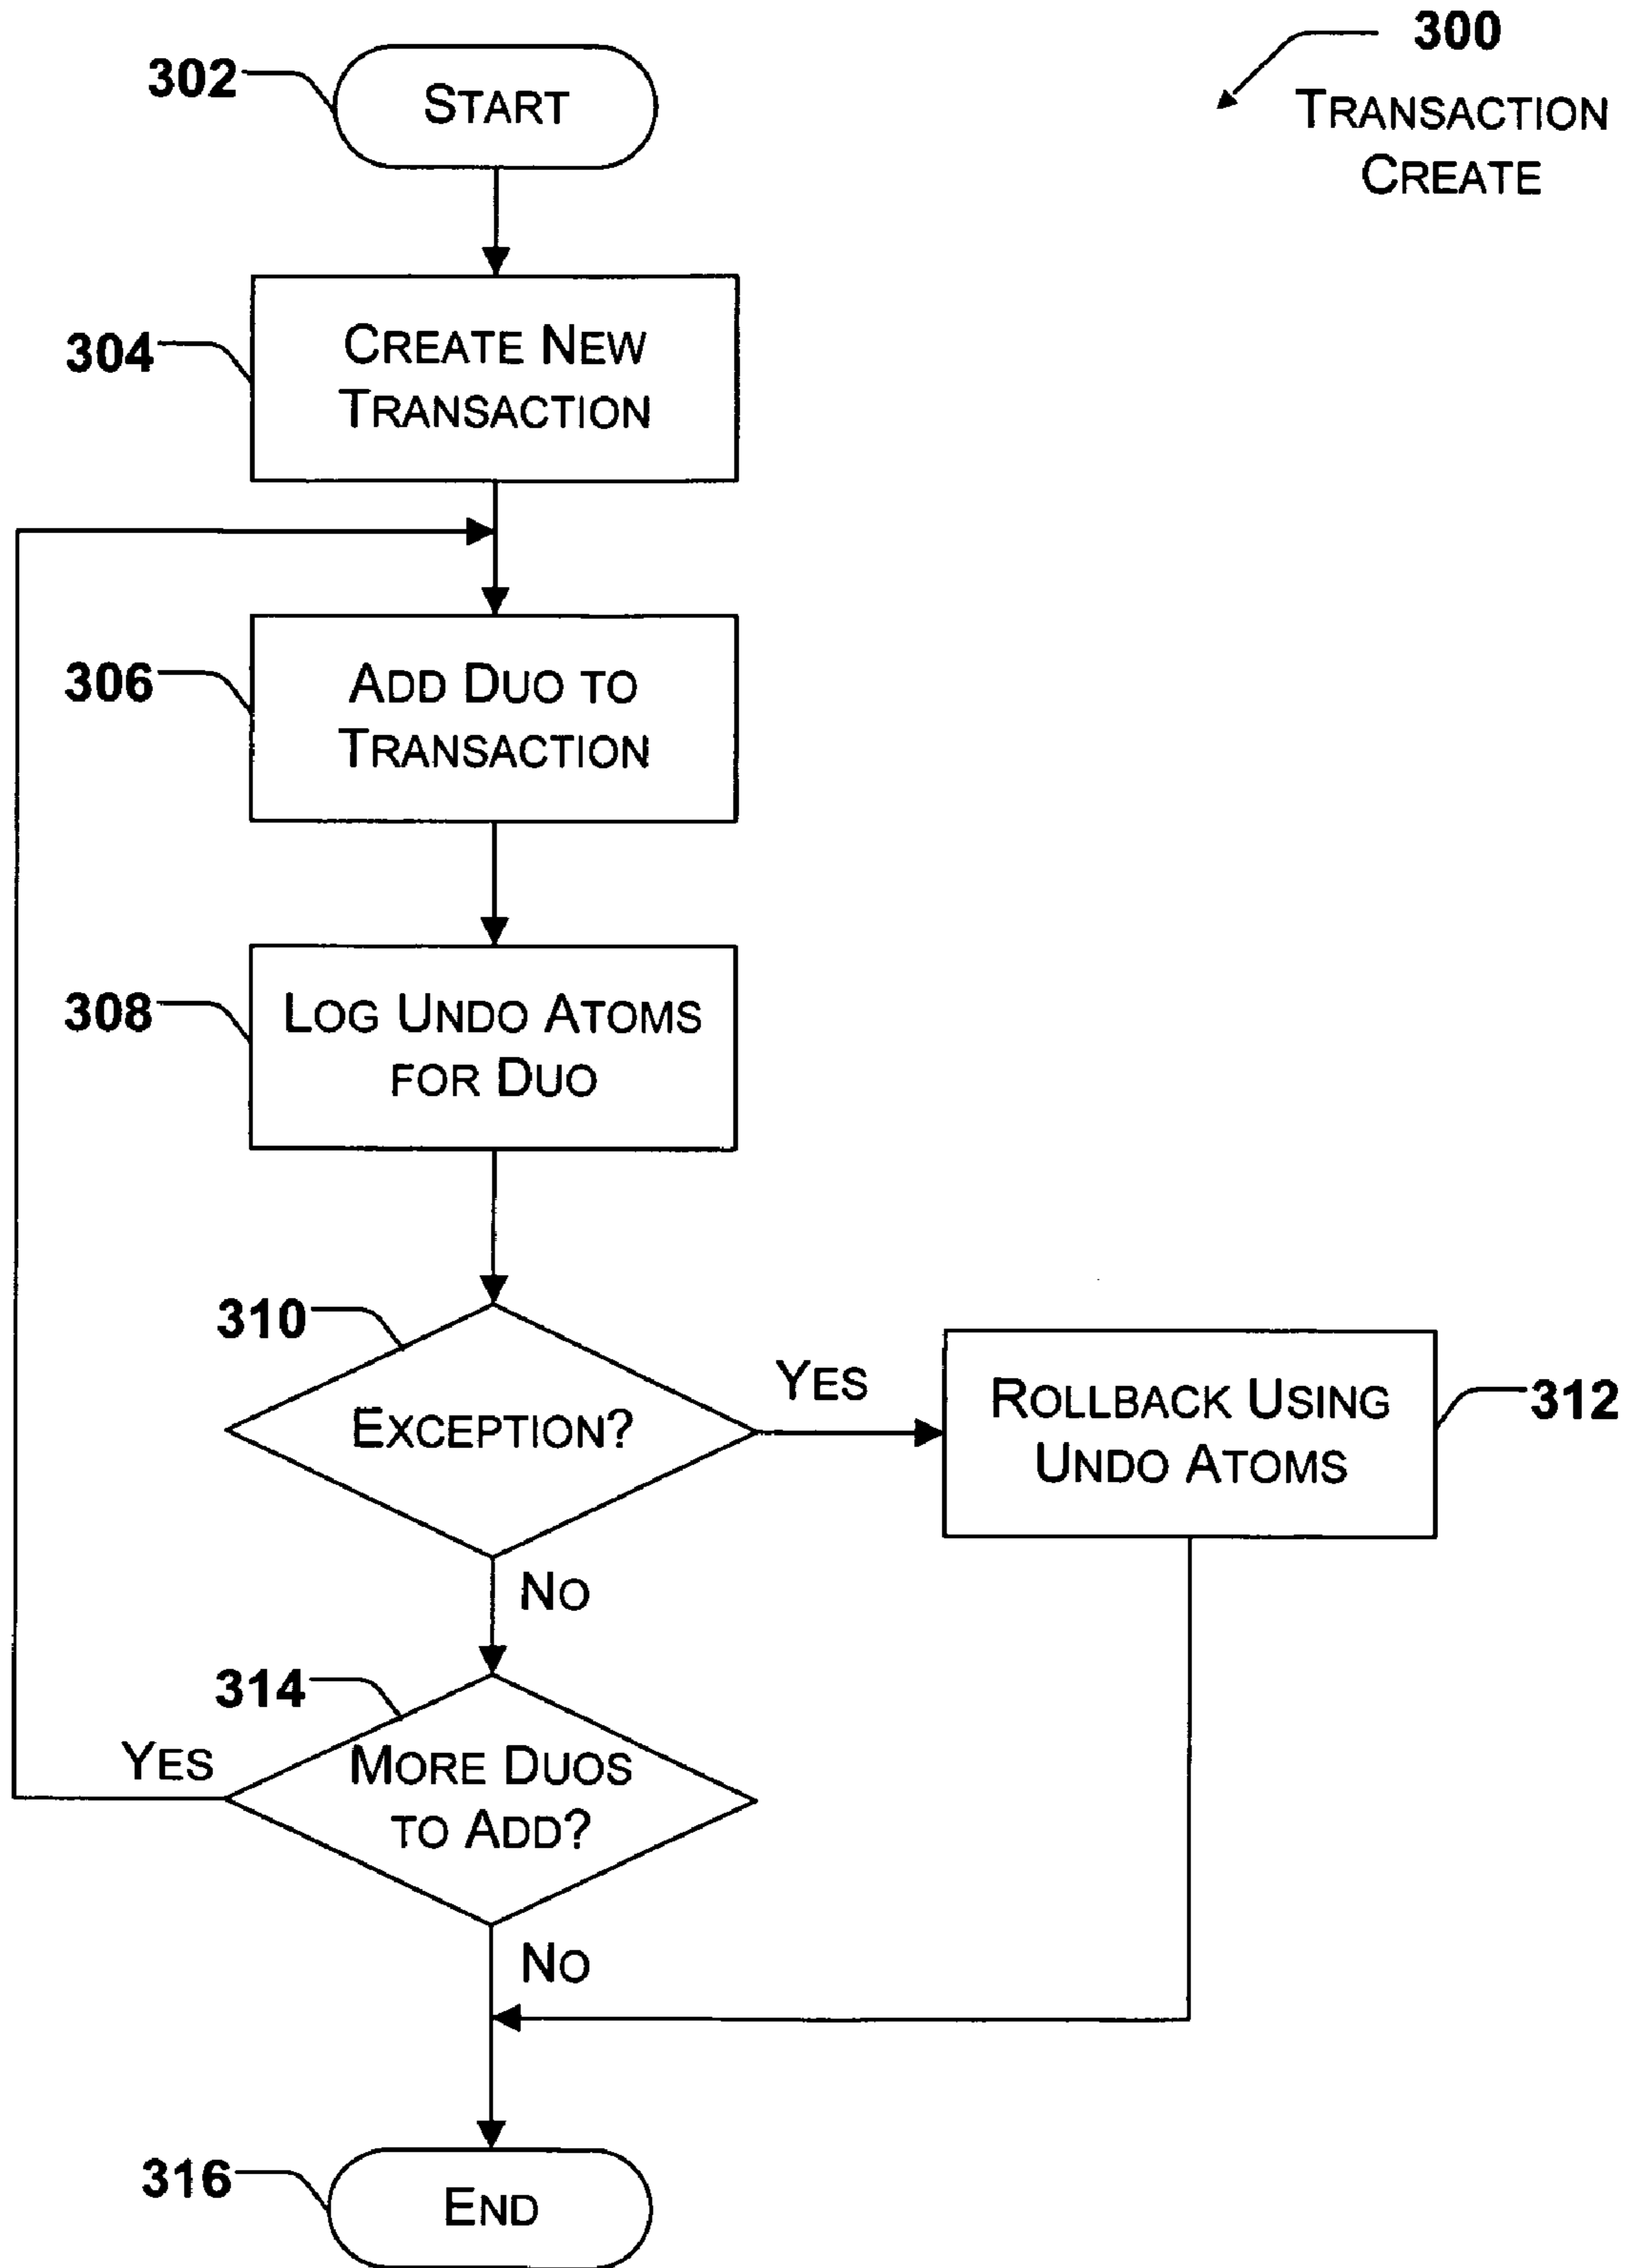 300
TRANSACTION
CREATE
302
START
304
CREATE NEW
TRANSACTION
306
ADD DUO TO
TRANSACTION
308
LOG UNDO ATOMS
FOR DUO
310
EXCEPTION?
YES
ROLLBACK USING
UNDO ATOMS
312
NO
314
YES
MORE DUOS
TO ADD?
NO
316
END